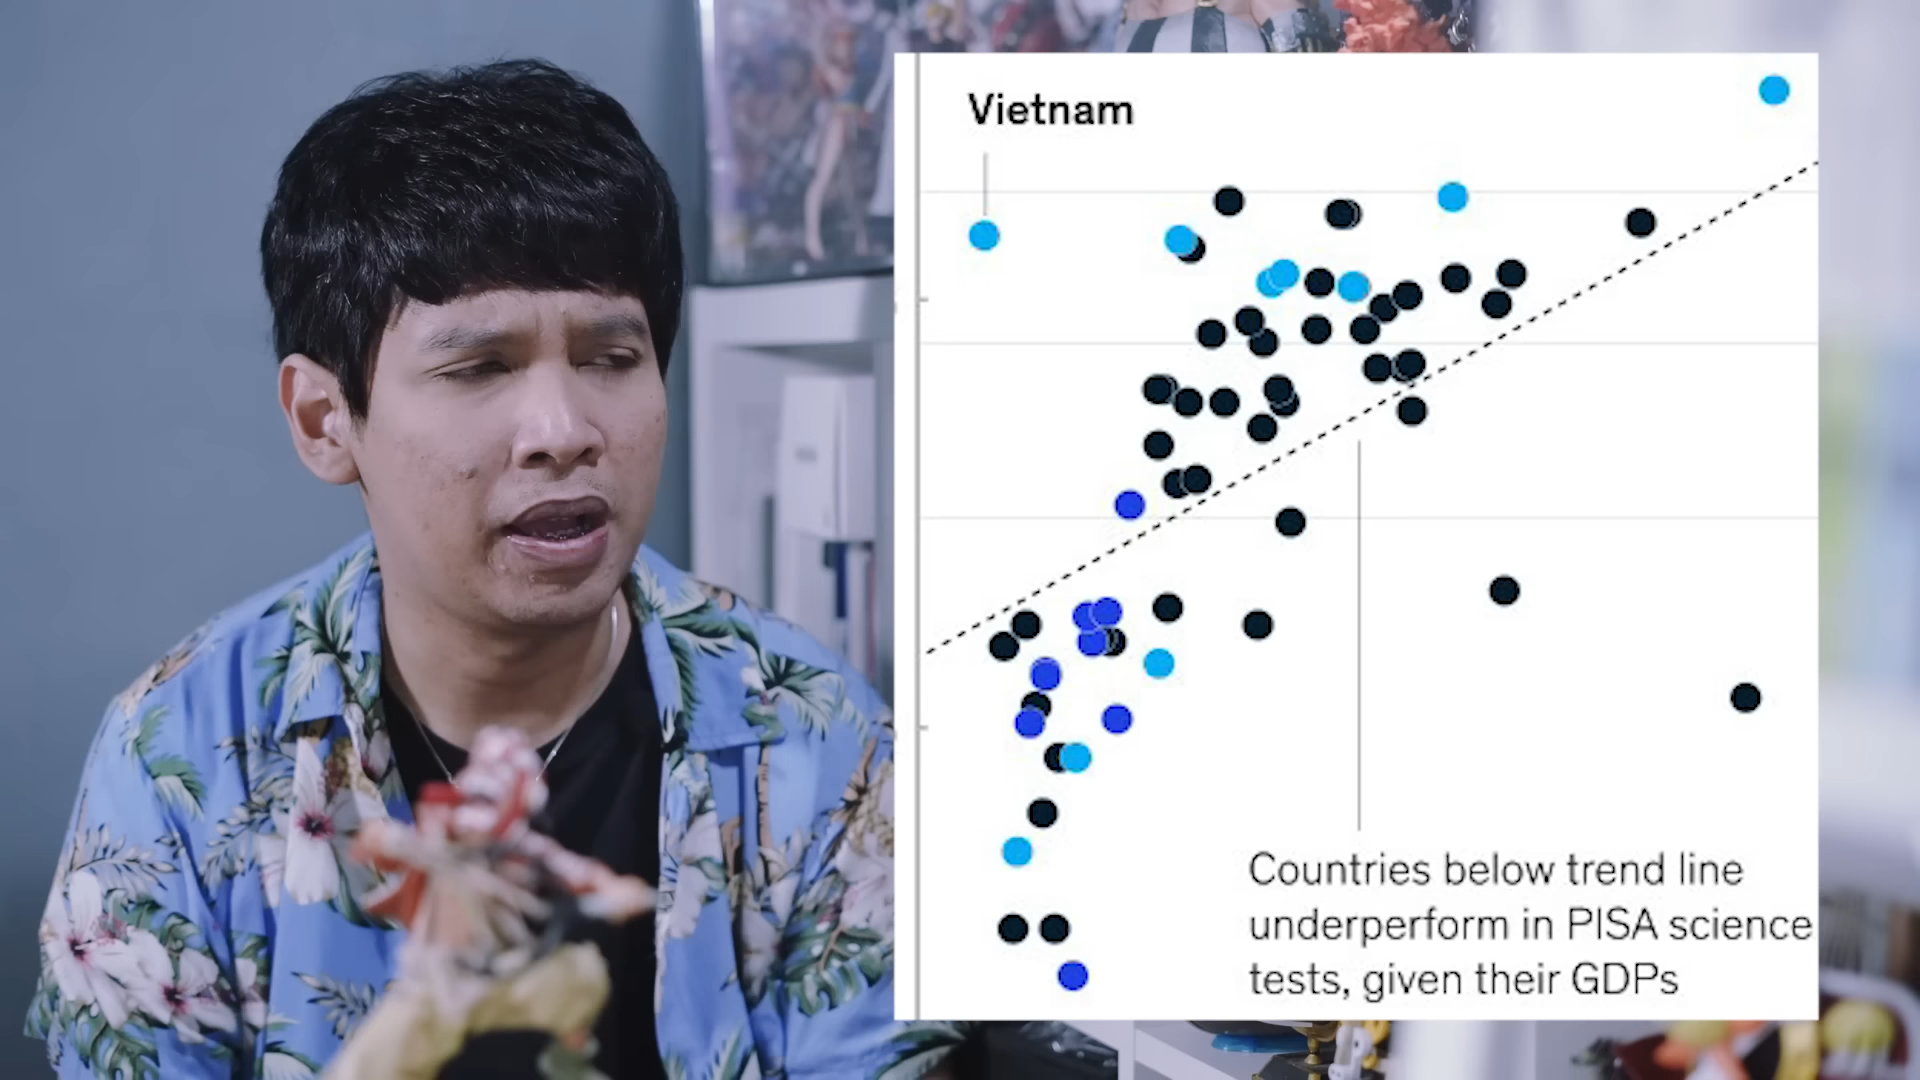 Vietnam
Countries below trend line
underperform in PISA science
tests, given their GDPs